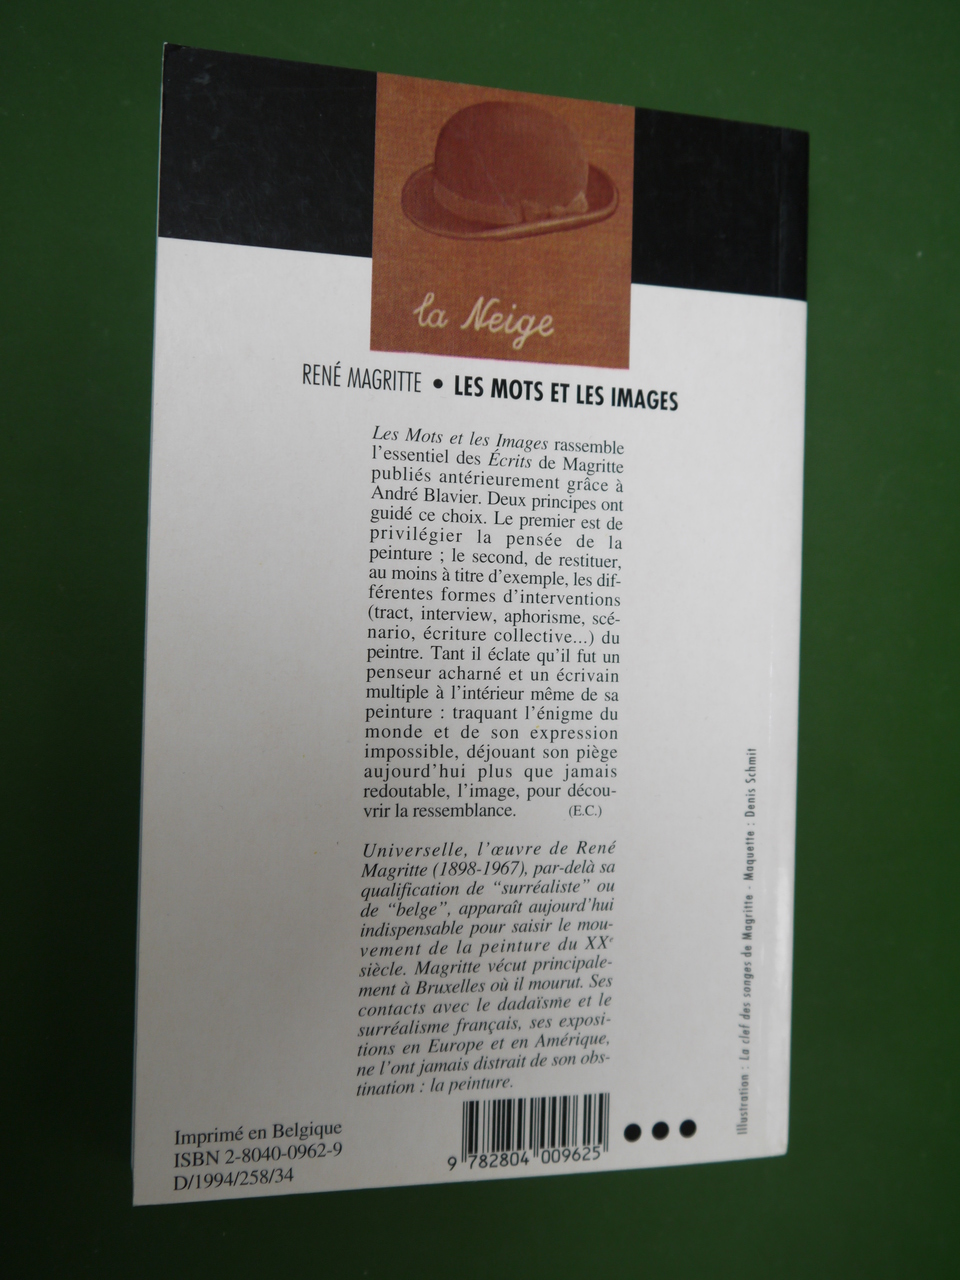 la Neige
RENÉ MAGRITTE • LES MOTS ET LES IMAGES
Les Mots et les Images rassemble
l'essentiel des Écrits de Magritte
publiés antérieurement grâce à
André Blavier. Deux principes ont
guidé ce choix. Le premier est de
privilégier la pensée de la
peinture ; le second, de restituer,
au moins à titre d'exemple, les dif-
férentes formes d'interventions
(tract, interview, aphorisme, scé-
nario, écriture collective...) du
peintre. Tant il éclate qu'il fut un
penseur acharné et un écrivain
multiple à l'intérieur même de sa
peinture : traquant l'énigme du
monde et de son expression
impossible, déjouant son piège
aujourd'hui plus que jamais
redoutable, l'image, pour décou-
vrir la ressemblance. (E.C.)
Universelle, l'œuvre de René
Magritte (1898-1967), par-delà sa
qualification de "surréaliste" ou
de "belge", apparaît aujourd'hui
indispensable pour saisir le mou-
vement de la peinture du XXe
siècle. Magritte vécut principale-
ment à Bruxelles où il mourut. Ses
contacts avec le dadaïsme et le
surréalisme français, ses exposi-
tions en Europe et en Amérique,
ne l'ont jamais distrait de son obs-
tination : la peinture.
Imprimé en Belgique
ISBN 2-8040-0962-9
D/1994/258/34
9 782804 009625
Illustration : La clef des songes de Magritte - Maquette : Denis Schmit